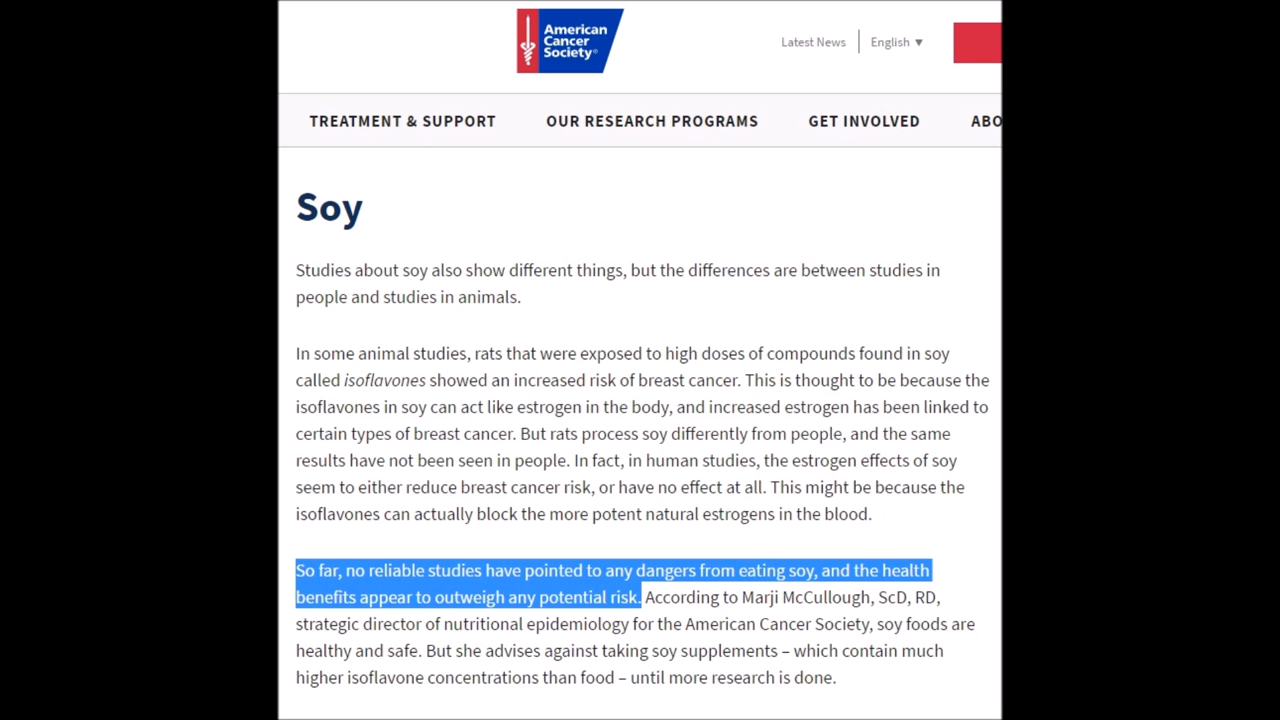 American
Cancer
Society®
Latest News
English ▼
TREATMENT & SUPPORT
OUR RESEARCH PROGRAMS
GET INVOLVED
ABO
Soy
Studies about soy also show different things, but the differences are between studies in
people and studies in animals.
In some animal studies, rats that were exposed to high doses of compounds found in soy
called isoflavones showed an increased risk of breast cancer. This is thought to be because the
isoflavones in soy can act like estrogen in the body, and increased estrogen has been linked to
certain types of breast cancer. But rats process soy differently from people, and the same
results have not been seen in people. In fact, in human studies, the estrogen effects of soy
seem to either reduce breast cancer risk, or have no effect at all. This might be because the
isoflavones can actually block the more potent natural estrogens in the blood.
So far, no reliable studies have pointed to any dangers from eating soy, and the health
benefits appear to outweigh any potential risk. According to Marji McCullough, ScD, RD,
strategic director of nutritional epidemiology for the American Cancer Society, soy foods are
healthy and safe. But she advises against taking soy supplements – which contain much
higher isoflavone concentrations than food – until more research is done.